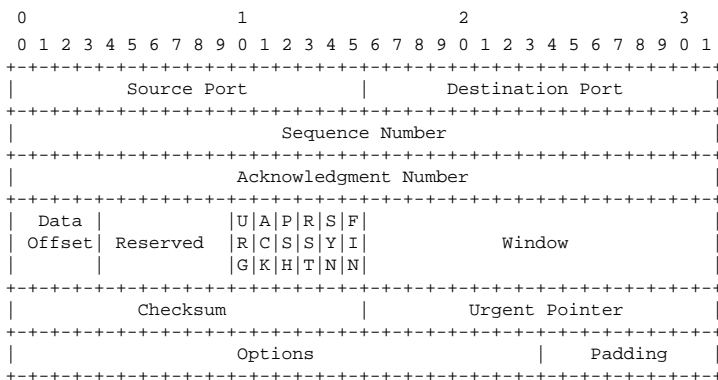 0                   1                   2                   3
0 1 2 3 4 5 6 7 8 9 0 1 2 3 4 5 6 7 8 9 0 1 2 3 4 5 6 7 8 9 0 1
+-+-+-+-+-+-+-+-+-+-+-+-+-+-+-+-+-+-+-+-+-+-+-+-+-+-+-+-+-+-+-+-+
|          Source Port          |       Destination Port        |
+-+-+-+-+-+-+-+-+-+-+-+-+-+-+-+-+-+-+-+-+-+-+-+-+-+-+-+-+-+-+-+-+
|                        Sequence Number                        |
+-+-+-+-+-+-+-+-+-+-+-+-+-+-+-+-+-+-+-+-+-+-+-+-+-+-+-+-+-+-+-+-+
|                    Acknowledgment Number                      |
+-+-+-+-+-+-+-+-+-+-+-+-+-+-+-+-+-+-+-+-+-+-+-+-+-+-+-+-+-+-+-+-+
|  Data |           |U|A|P|R|S|F|                               |
| Offset| Reserved  |R|C|S|S|Y|I|            Window             |
|       |           |G|K|H|T|N|N|                               |
+-+-+-+-+-+-+-+-+-+-+-+-+-+-+-+-+-+-+-+-+-+-+-+-+-+-+-+-+-+-+-+-+
|           Checksum            |         Urgent Pointer        |
+-+-+-+-+-+-+-+-+-+-+-+-+-+-+-+-+-+-+-+-+-+-+-+-+-+-+-+-+-+-+-+-+
|                    Options                    |    Padding    |
+-+-+-+-+-+-+-+-+-+-+-+-+-+-+-+-+-+-+-+-+-+-+-+-+-+-+-+-+-+-+-+-+